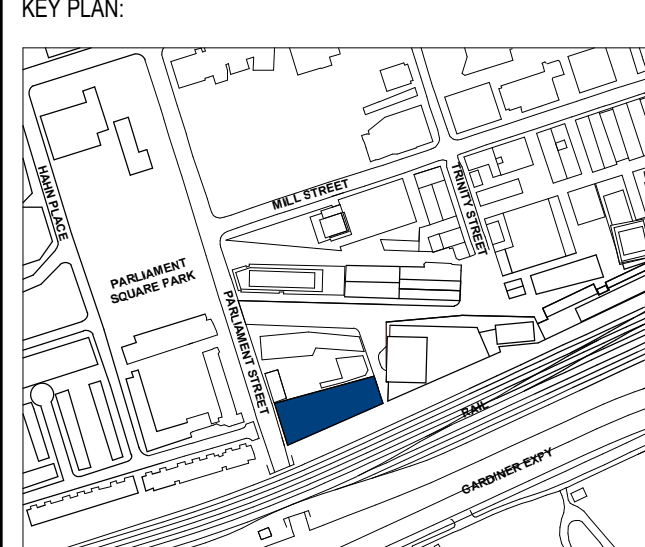 KEY PLAN:
HAHN PLACE
MILL STREET
TRINITY STREET
PARLIAMENT
SQUARE PARK
PARLIAMENT STREET
RAIL
GARDINER EXPY